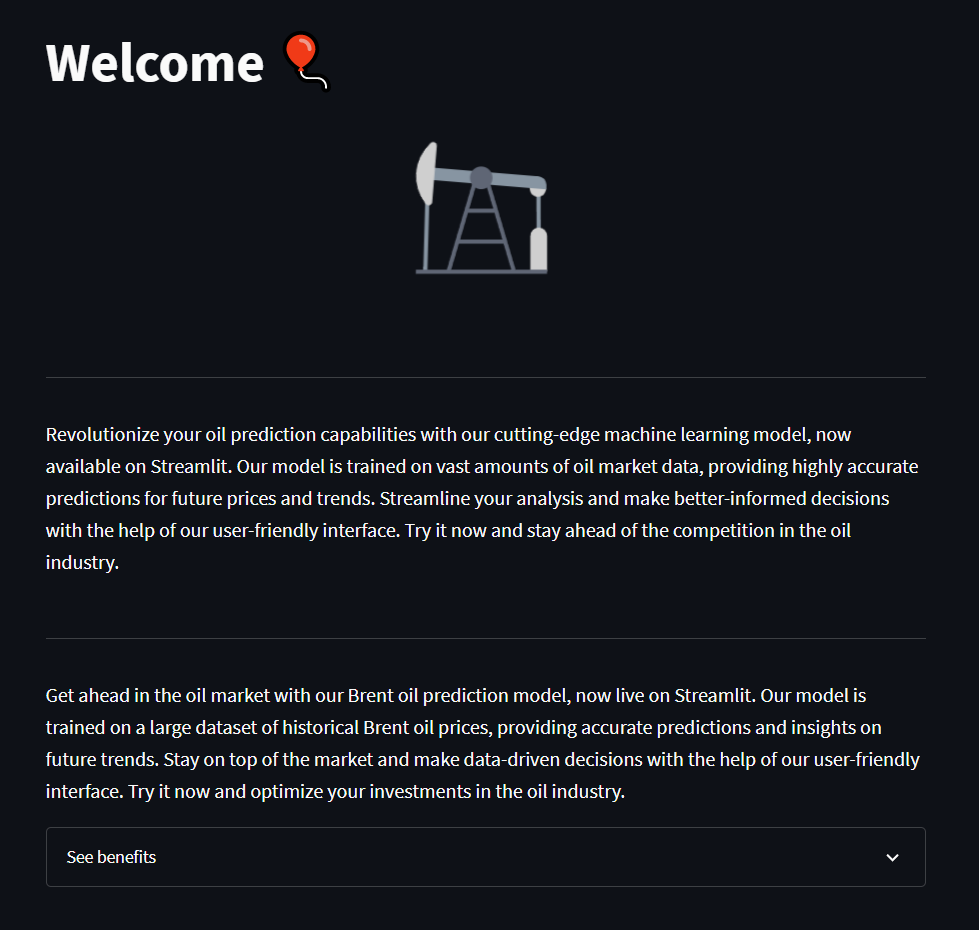 Welcome 🎈
Revolutionize your oil prediction capabilities with our cutting-edge machine learning model, now
available on Streamlit. Our model is trained on vast amounts of oil market data, providing highly accurate
predictions for future prices and trends. Streamline your analysis and make better-informed decisions
with the help of our user-friendly interface. Try it now and stay ahead of the competition in the oil
industry.
Get ahead in the oil market with our Brent oil prediction model, now live on Streamlit. Our model is
trained on a large dataset of historical Brent oil prices, providing accurate predictions and insights on
future trends. Stay on top of the market and make data-driven decisions with the help of our user-friendly
interface. Try it now and optimize your investments in the oil industry.
See benefits